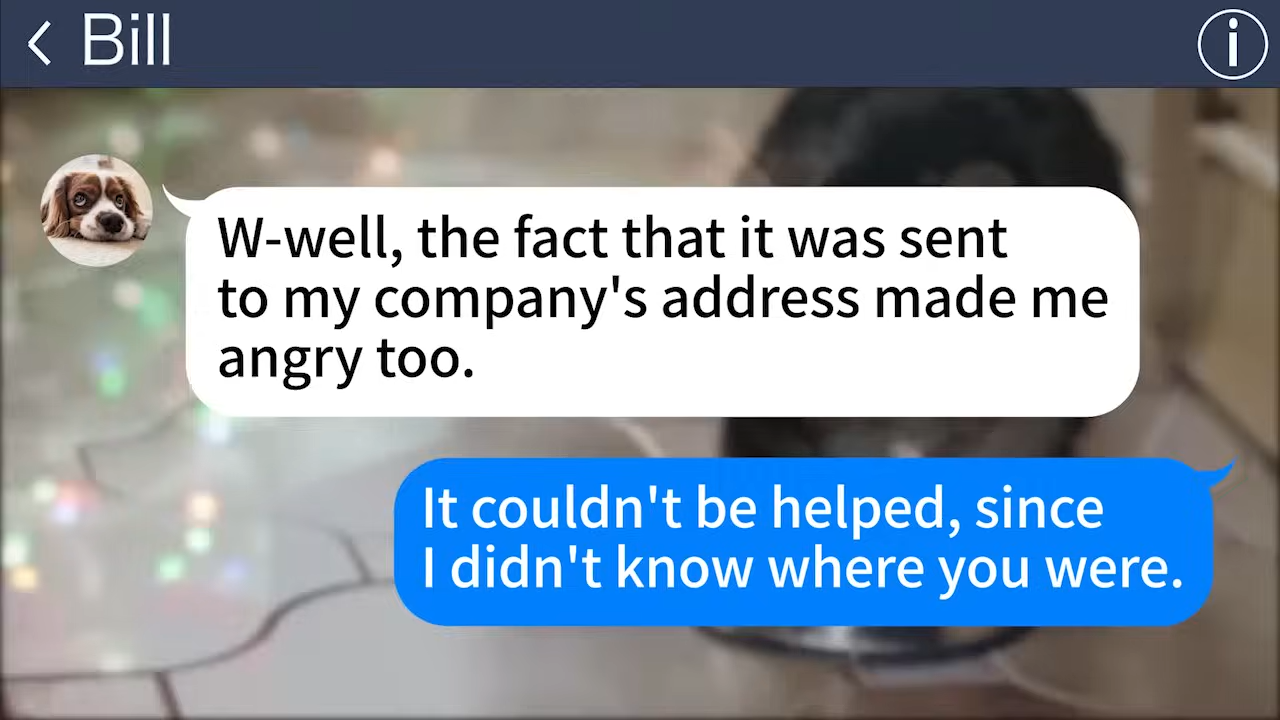 Bill
W-well, the fact that it was sent
to my company's address made me
angry too.
It couldn't be helped, since
I didn't know where you were.